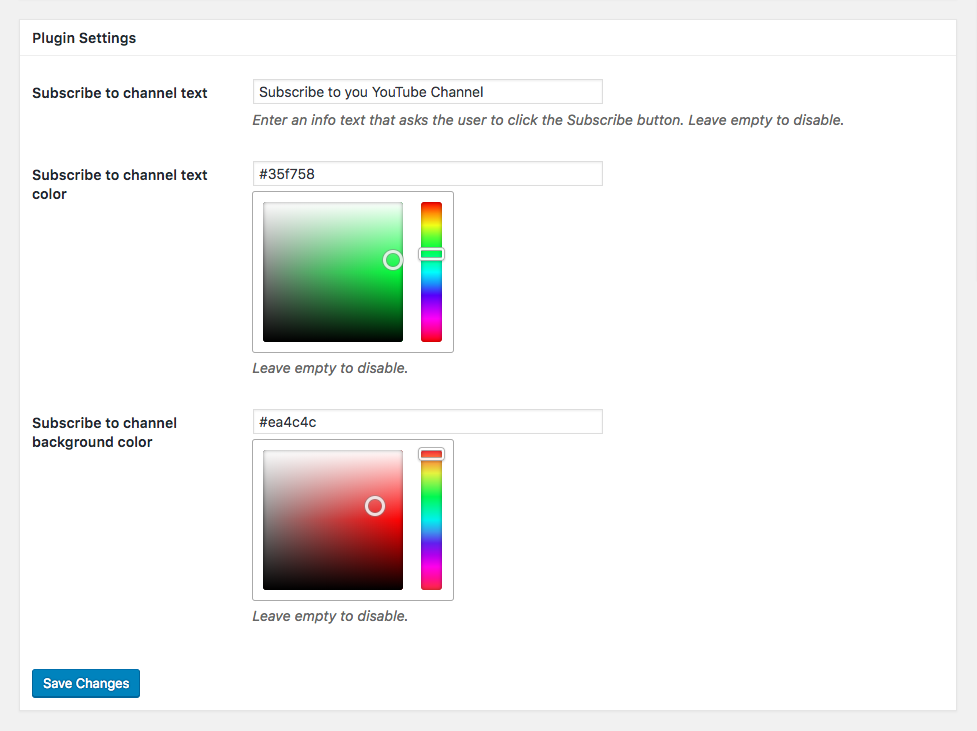 Plugin Settings
Subscribe to channel text
Subscribe to you YouTube Channel
Enter an info text that asks the user to click the Subscribe button. Leave empty to disable.
Subscribe to channel text
color
#35f758
Leave empty to disable.
Subscribe to channel
background color
#ea4c4c
Leave empty to disable.
Save Changes